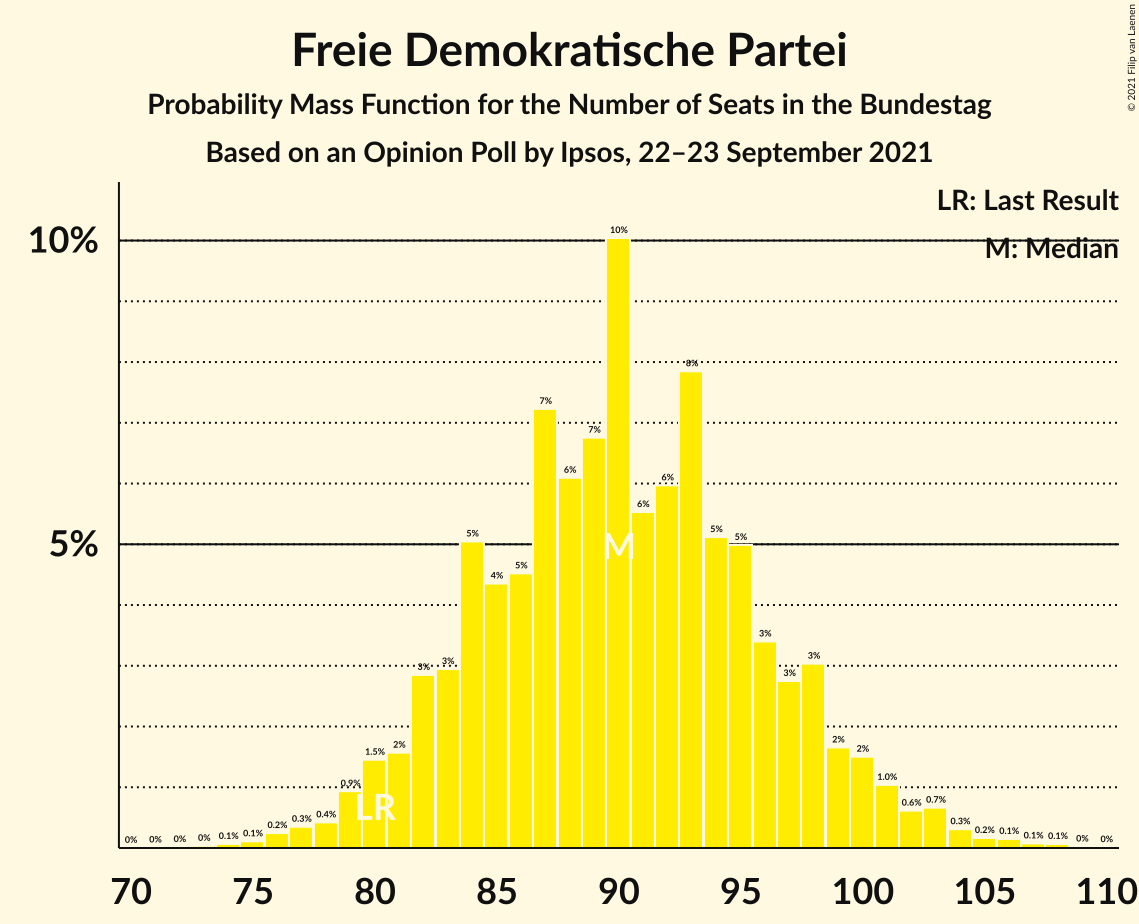 Freie Demokratische Partei
Probability Mass Function for the Number of Seats in the Bundestag
Based on an Opinion Poll by Ipsos, 22–23 September 2021
© 2021 Filip van Laenen
LR: Last Result
M: Median
10%
5%
0% 0% 0% 0% 0.1% 0.1% 0.2% 0.3% 0.4% 0.9% 1.5% 2% 3% 3% 5% 4% 5% 7% 6% 7% 10% 6% 6% 8% 5% 5% 3% 3% 3% 2% 2% 1.0% 0.6% 0.7% 0.3% 0.2% 0.1% 0.1% 0.1% 0% 0%
M
LR
70 75 80 85 90 95 100 105 110